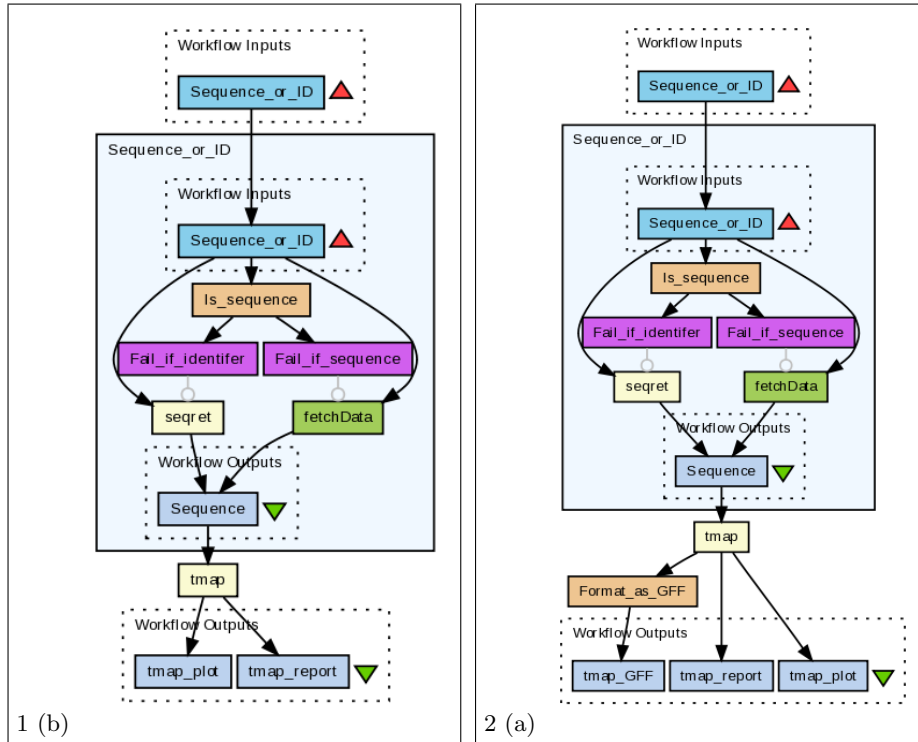 Workflow Inputs
Sequence_or_ID
Sequence_or_ID
Workflow Inputs
Sequence_or_ID
Is_sequence
Fail_if_identifer Fail_if_sequence
seqret fetchData
Workflow Outputs
Sequence
tmap
Workflow Outputs
tmap_plot tmap_report
1 (b)
Workflow Inputs
Sequence_or_ID
Sequence_or_ID
Workflow Inputs
Sequence_or_ID
Is_sequence
Fail_if_identifer Fail_if_sequence
seqret fetchData
Workflow Outputs
Sequence
tmap
Format_as_GFF
Workflow Outputs
tmap_GFF tmap_report tmap_plot
2 (a)